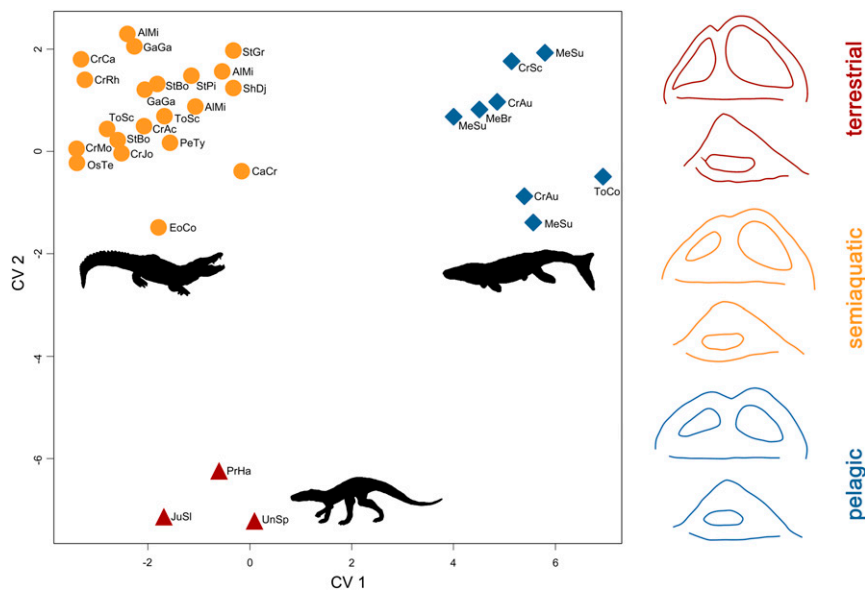 AlMi
GaGa
StGr
MeSu
CrCa
CrSc
CrRh
StBo
StPi
AlMi
ShDj
GaGa
AlMi
CrAu
MeBr
MeSu
ToSc
ToSc
CrAc
StBo
PeTy
CrMo
CrJo
OsTe
CaCr
ToCo
CrAu
EoCo
MeSu
PrHa
JuSl
UnSp
2
0
-2
-4
-6
CV 2
-2
0
2
4
6
CV 1
terrestrial
semiaquatic
pelagic